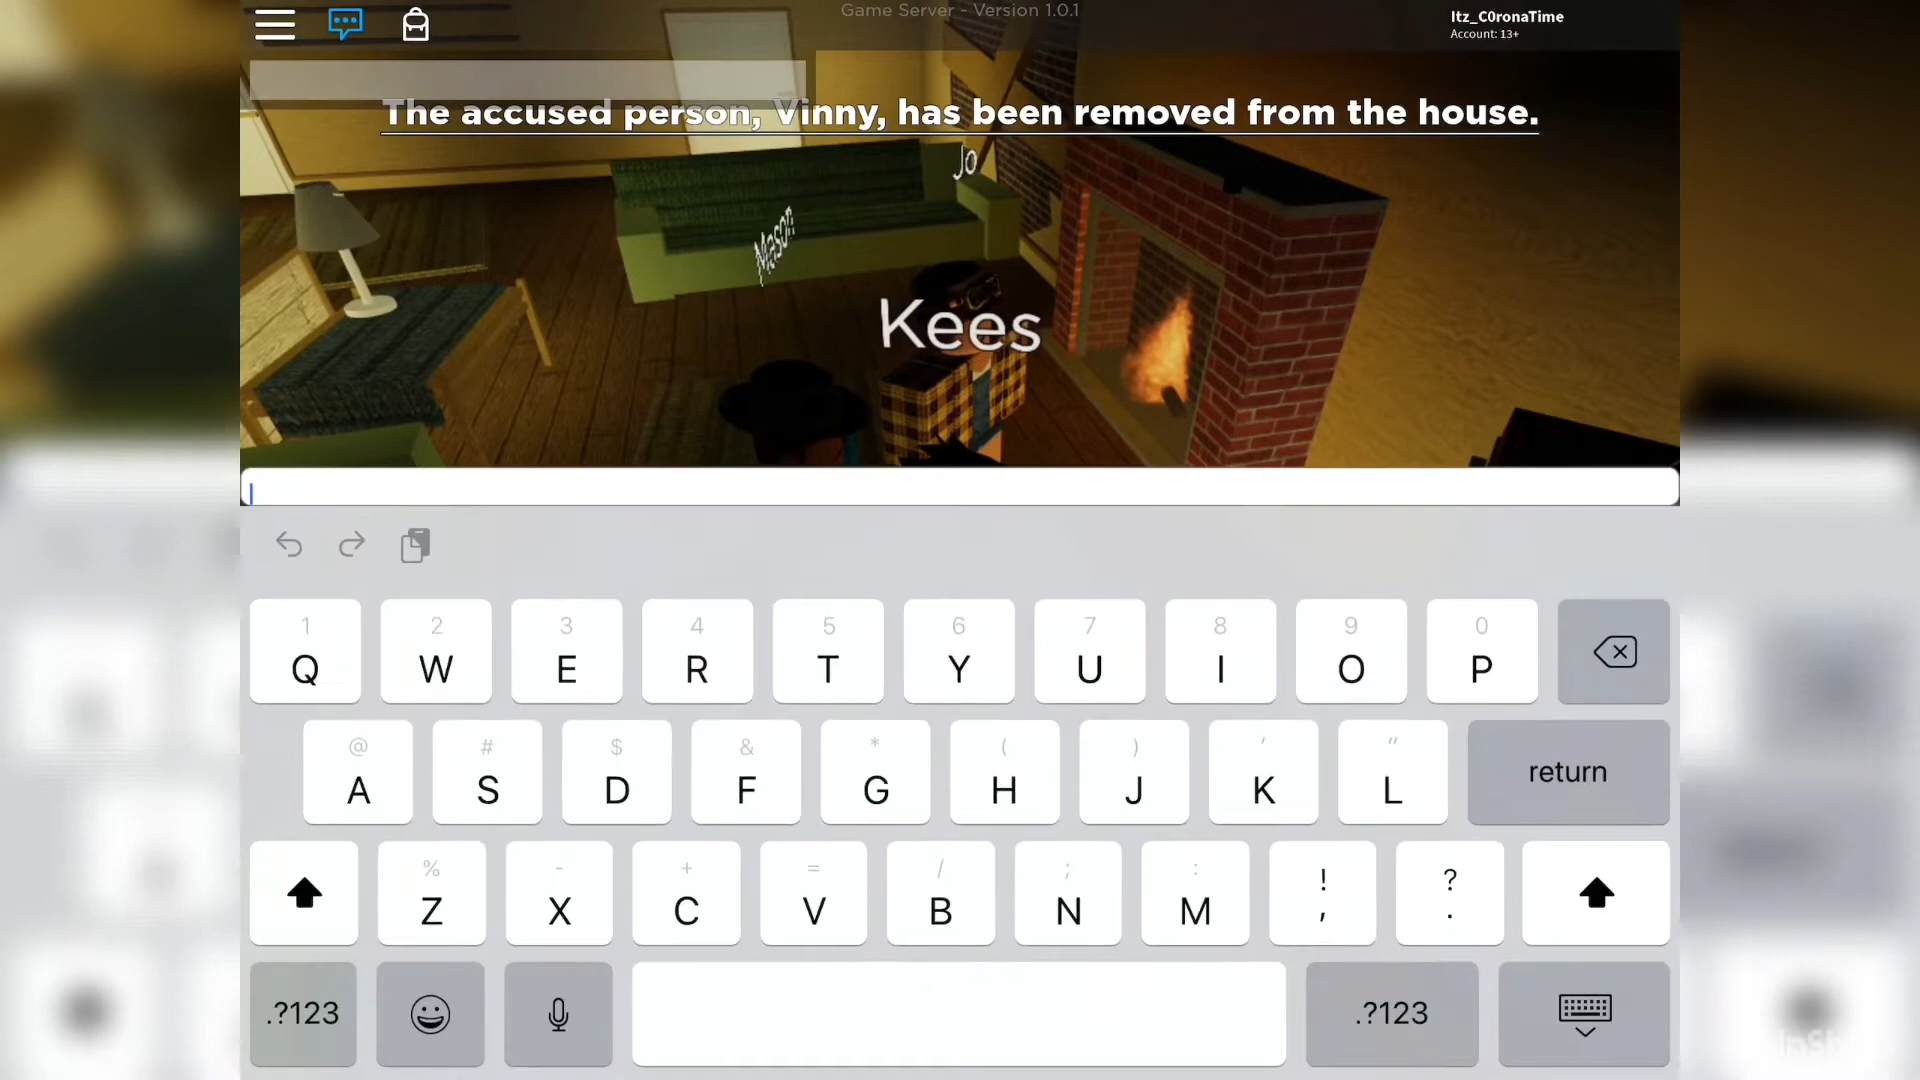 Game Server - Version 1.0.1
Itz_C0ronaTime
Account: 13+
The accused person, Vinny, has been removed from the house.
Jo
Mason
Kees
1 2 3 4 5 6 7 8 9 0
Q W E R T Y U I O P
@ # $ & * ( ) ' "
A S D F G H J K L return
% - + = / ; : ! ?
Z X C V B N M , .
.?123 .?123